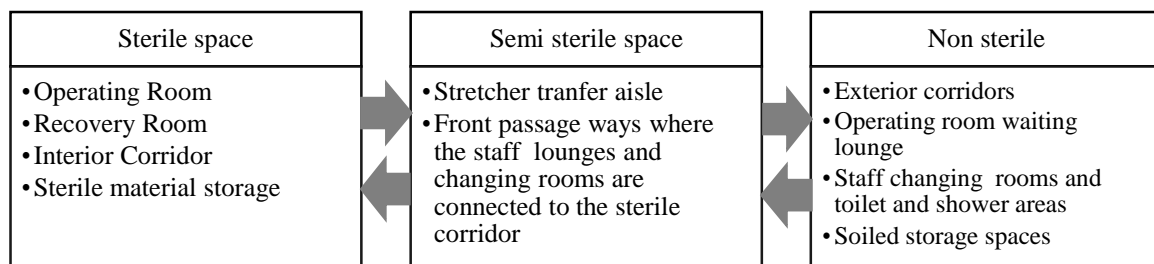 Sterile space
•Operating Room
•Recovery Room
•Interior Corridor
•Sterile material storage
Semi sterile space
•Stretcher tranfer aisle
•Front passage ways where
the staff lounges and
changing rooms are
connected to the sterile
corridor
Non sterile
•Exterior corridors
•Operating room waiting
lounge
•Staff changing rooms and
toilet and shower areas
•Soiled storage spaces